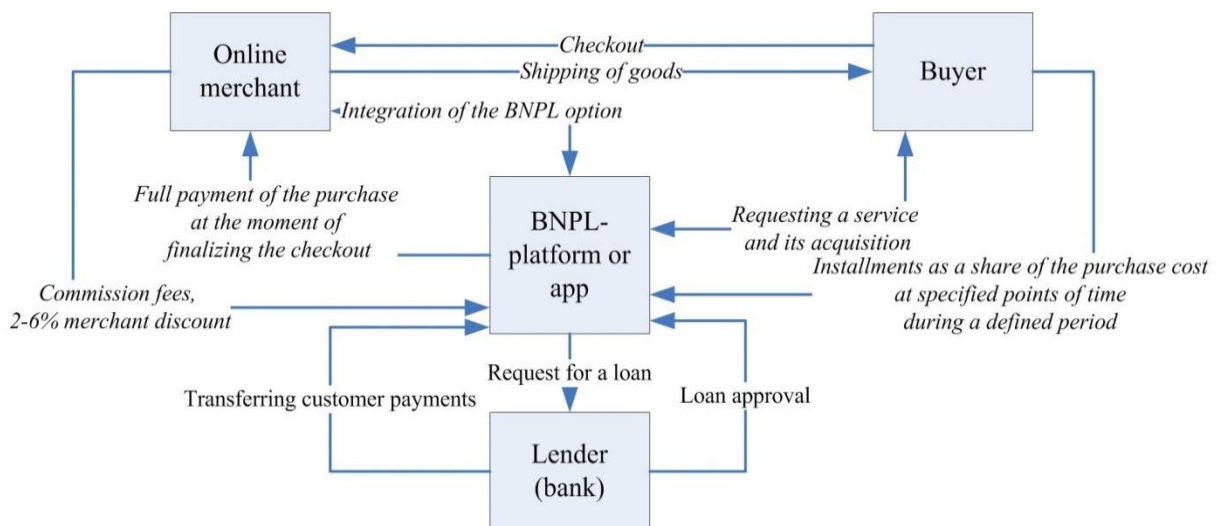 Online
merchant
Checkout
Shipping of goods
Buyer
Integration of the BNPL option
Full payment of the purchase
at the moment of
finalizing the checkout
BNPL-
platform or
app
Requesting a service
and its acquisition
Installments as a share of the purchase cost
at specified points of time
during a defined period
Commission fees,
2-6% merchant discount
Request for a loan
Transferring customer payments
Loan approval
Lender
(bank)